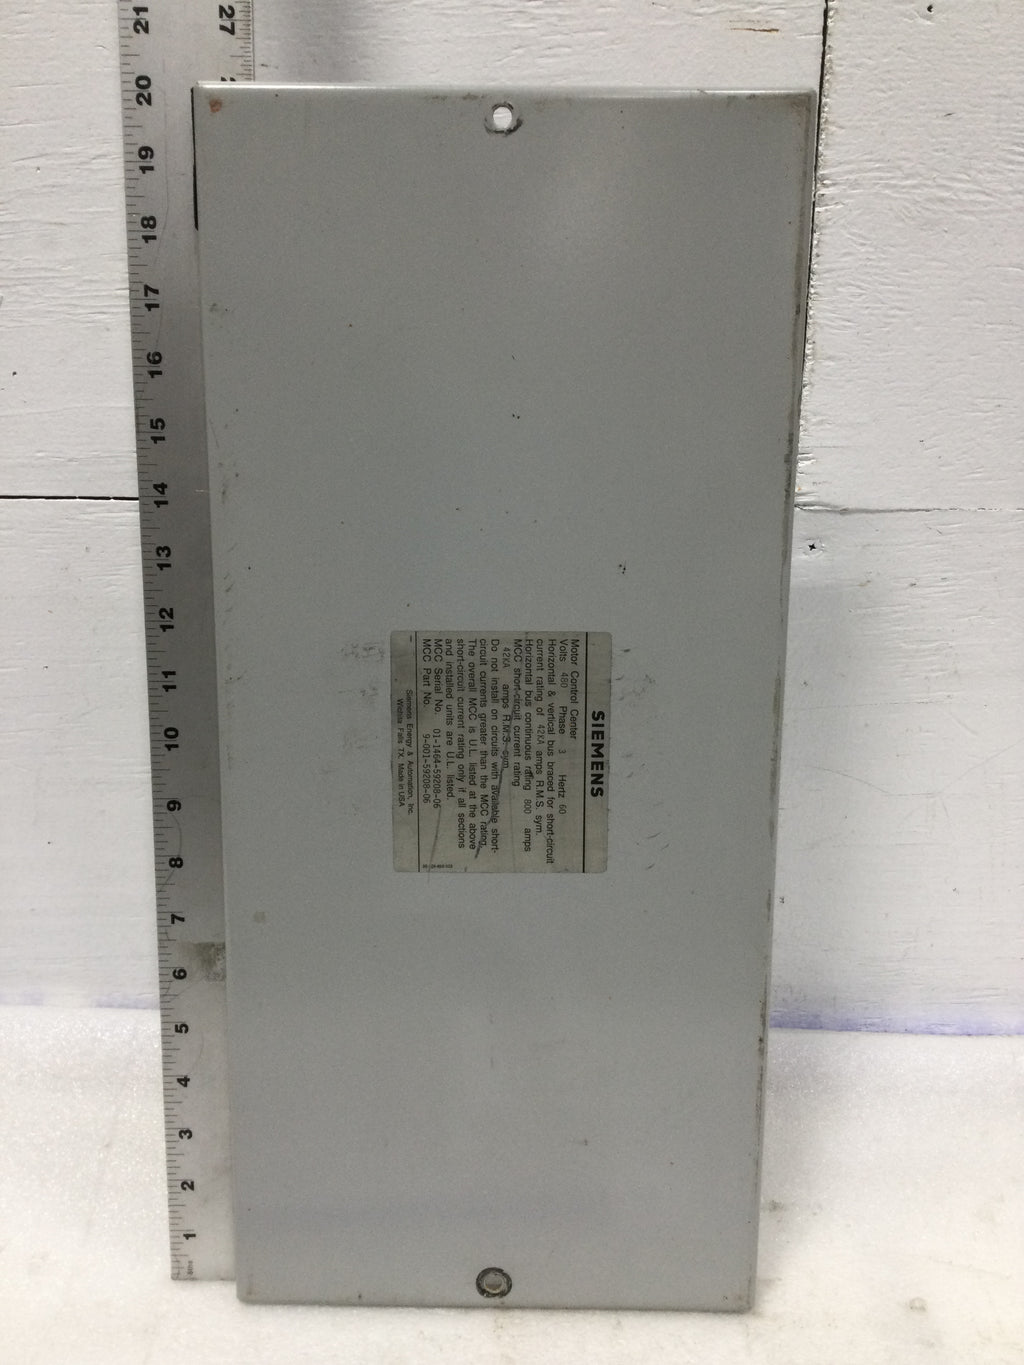 SIEMENS
Motor Control Center
Volts 480 Phase 3 Hertz 60
Horizontal & vertical bus braced for short-circuit
current rating of 42KA amps R.M.S. sym.
Horizontal bus continuous rating 800 amps
MCC short-circuit current rating
42KA amps R.M.S. sym.
Do not install on circuits with available short-
circuit currents greater than the MCC rating.
The overall MCC is U.L. listed at the above
short-circuit current rating only if all sections
and installed units are U.L. listed.
MCC Serial No. 01-1464-59208-06
MCC Part No. 9-001-59208-06
Siemens Energy & Automation, Inc.
Wichita Falls TX. Made in USA
21
20
19
18
17
16
15
14
13
12
11
10
9
8
7
6
5
4
3
2
1
27